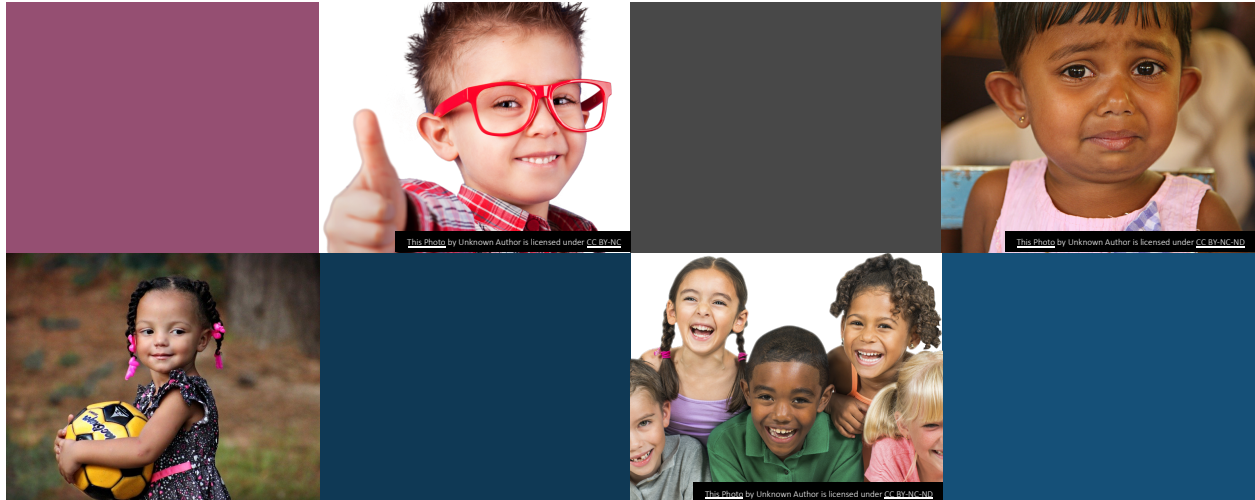 This Photo by Unknown Author is licensed under CC BY-NC
This Photo by Unknown Author is licensed under CC BY-NC-ND
This Photo by Unknown Author is licensed under CC BY-NC-ND